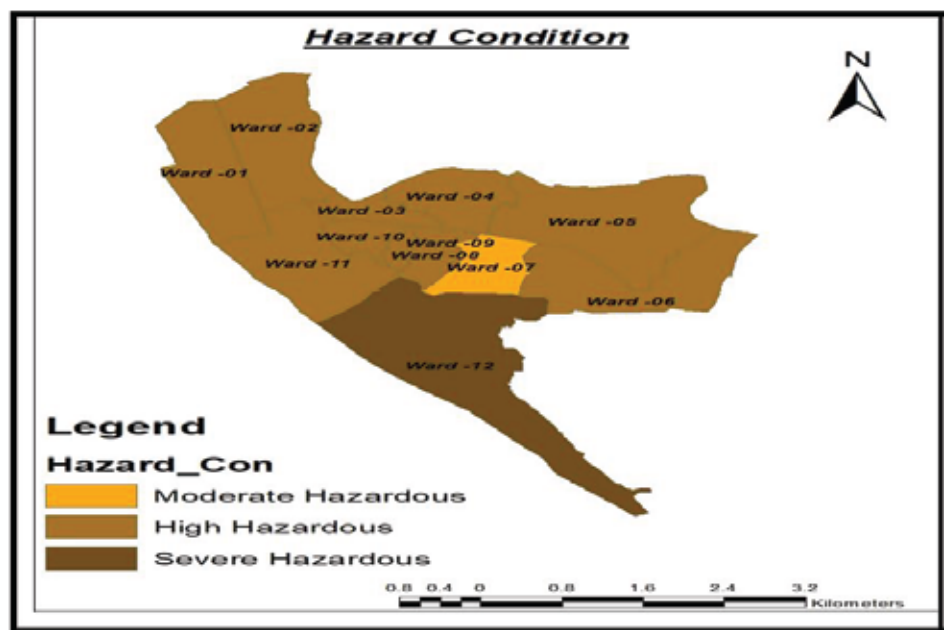 Hazard Condition
N
Ward -02
Ward -01
Ward -04
Ward -03
Ward -05
Ward -10
Ward -09
Ward -08
Ward -11
Ward -07
Ward -06
Ward -12
Legend
Hazard_Con
Moderate Hazardous
High Hazardous
Severe Hazardous
0.8 0.4 0 0.8 1.6 2.4 3.2
Kilometers